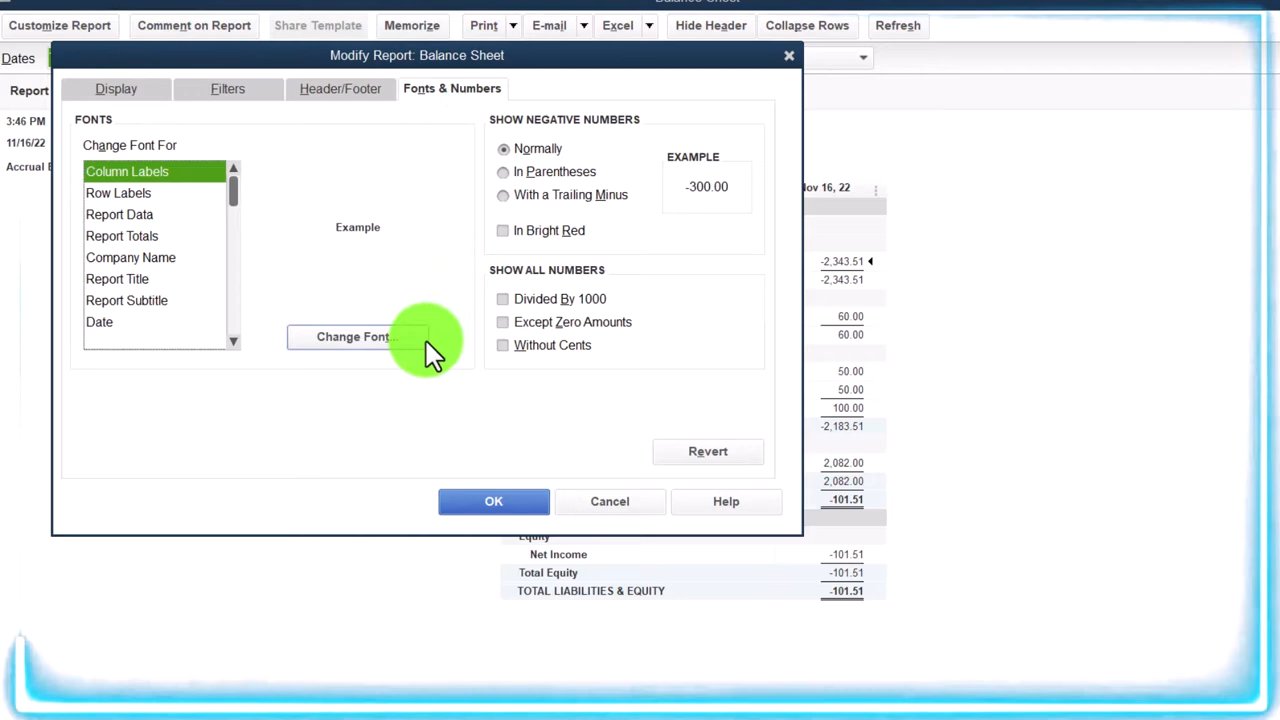 Customize Report
Comment on Report
Share Template
Memorize
Print
E-mail
Excel
Hide Header
Collapse Rows
Refresh
Dates
Modify Report: Balance Sheet
Report
Display
Filters
Header/Footer
Fonts & Numbers
3:46 PM
11/16/22
Accrual
FONTS
Change Font For
Column Labels
Row Labels
Report Data
Report Totals
Company Name
Report Title
Report Subtitle
Date
Example
Change Font...
SHOW NEGATIVE NUMBERS
Normally
In Parentheses
With a Trailing Minus
In Bright Red
EXAMPLE
-300.00
SHOW ALL NUMBERS
Divided By 1000
Except Zero Amounts
Without Cents
Revert
OK
Cancel
Help
16, 22
-2,343.51
-2,343.51
60.00
60.00
50.00
50.00
100.00
-2,183.51
2,082.00
2,082.00
-101.51
Equity
Net Income -101.51
Total Equity -101.51
TOTAL LIABILITIES & EQUITY -101.51